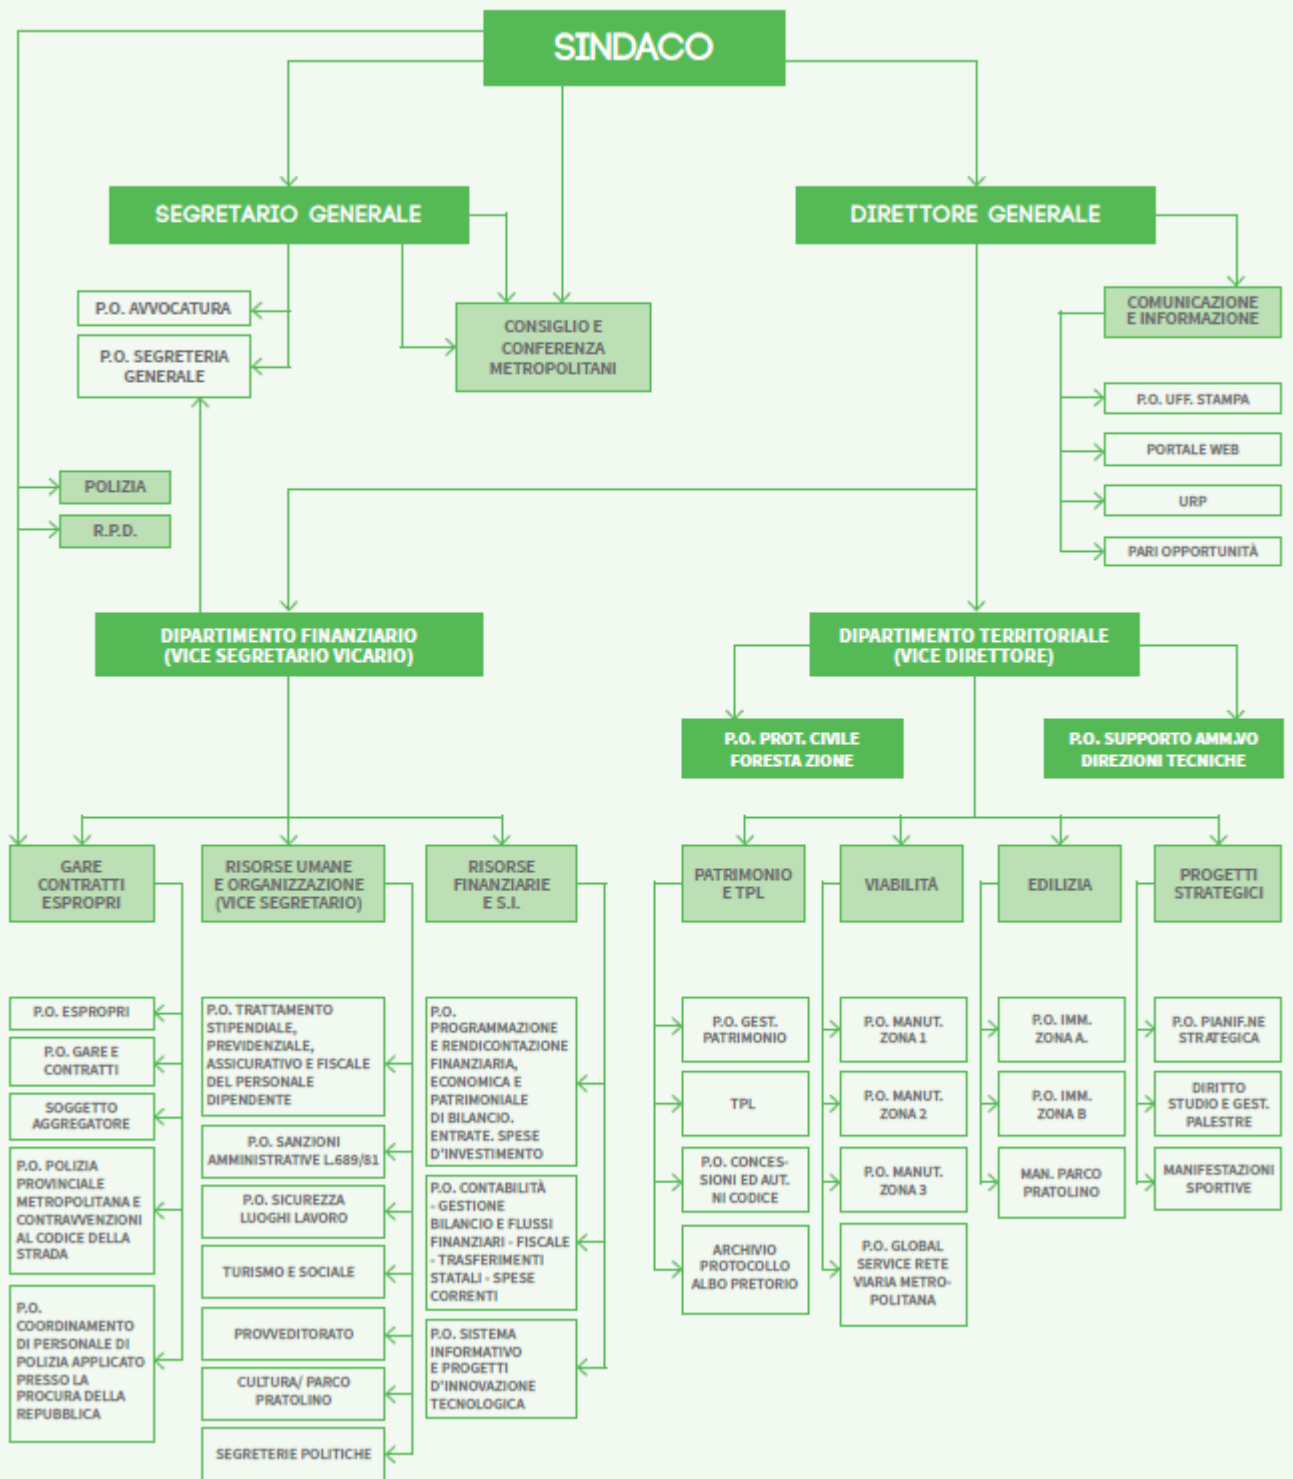 SINDACO
SEGRETARIO GENERALE
DIRETTORE GENERALE
P.O. AVVOCATURA
P.O. SEGRETERIA
GENERALE
CONSIGLIO E
CONFERENZA
METROPOLITANI
COMUNICAZIONE
E INFORMAZIONE
P.O. UFF. STAMPA
PORTALE WEB
URP
PARI OPPORTUNITÀ
POLIZIA
R.P.D.
DIPARTIMENTO FINANZIARIO
(VICE SEGRETARIO VICARIO)
DIPARTIMENTO TERRITORIALE
(VICE DIRETTORE)
P.O. PROT. CIVILE
FORESTA ZIONE
P.O. SUPPORTO AMM.VO
DIREZIONI TECNICHE
GARE
CONTRATTI
ESPROPRI
RISORSE UMANE
E ORGANIZZAZIONE
(VICE SEGRETARIO)
RISORSE
FINANZIARIE
E S.I.
PATRIMONIO
E TPL
VIABILITÀ
EDILIZIA
PROGETTI
STRATEGICI
P.O. ESPROPRI
P.O. GARE E
CONTRATTI
SOGGETTO
AGGREGATORE
P.O. POLIZIA
PROVINCIALE
METROPOLITANA E
CONTRAVVENZIONI
AL CODICE DELLA
STRADA
P.O.
COORDINAMENTO
DI PERSONALE DI
POLIZIA APPLICATO
PRESSO LA
PROCURA DELLA
REPUBBLICA
P.O. TRATTAMENTO
STIPENDIALE,
PREVIDENZIALE,
ASSICURATIVO E FISCALE
DEL PERSONALE
DIPENDENTE
P.O. SANZIONI
AMMINISTRATIVE L.689/81
P.O. SICUREZZA
LUOGHI LAVORO
TURISMO E SOCIALE
PROVVEDITORATO
CULTURA/ PARCO
PRATOLINO
SEGRETERIE POLITICHE
P.O.
PROGRAMMAZIONE
E RENDICONTAZIONE
FINANZIARIA,
ECONOMICA E
PATRIMONIALE
DI BILANCIO.
ENTRATE. SPESE
D'INVESTIMENTO
P.O. CONTABILITÀ
- GESTIONE
BILANCIO E FLUSSI
FINANZIARI - FISCALE
- TRASFERIMENTI
STATALI - SPESE
CORRENTI
P.O. SISTEMA
INFORMATIVO
E PROGETTI
D'INNOVAZIONE
TECNOLOGICA
P.O. GEST.
PATRIMONIO
TPL
P.O. CONCES-
SIONI ED AUT.
NI CODICE
ARCHIVIO
PROTOCOLLO
ALBO PRETORIO
P.O. MANUT.
ZONA 1
P.O. MANUT.
ZONA 2
P.O. MANUT.
ZONA 3
P.O. GLOBAL
SERVICE RETE
VIARIA METRO-
POLITANA
P.O. IMM.
ZONA A.
P.O. IMM.
ZONA B
MAN. PARCO
PRATOLINO
P.O. PIANIF.NE
STRATEGICA
DIRITTO
STUDIO E GEST.
PALESTRE
MANIFESTAZIONI
SPORTIVE